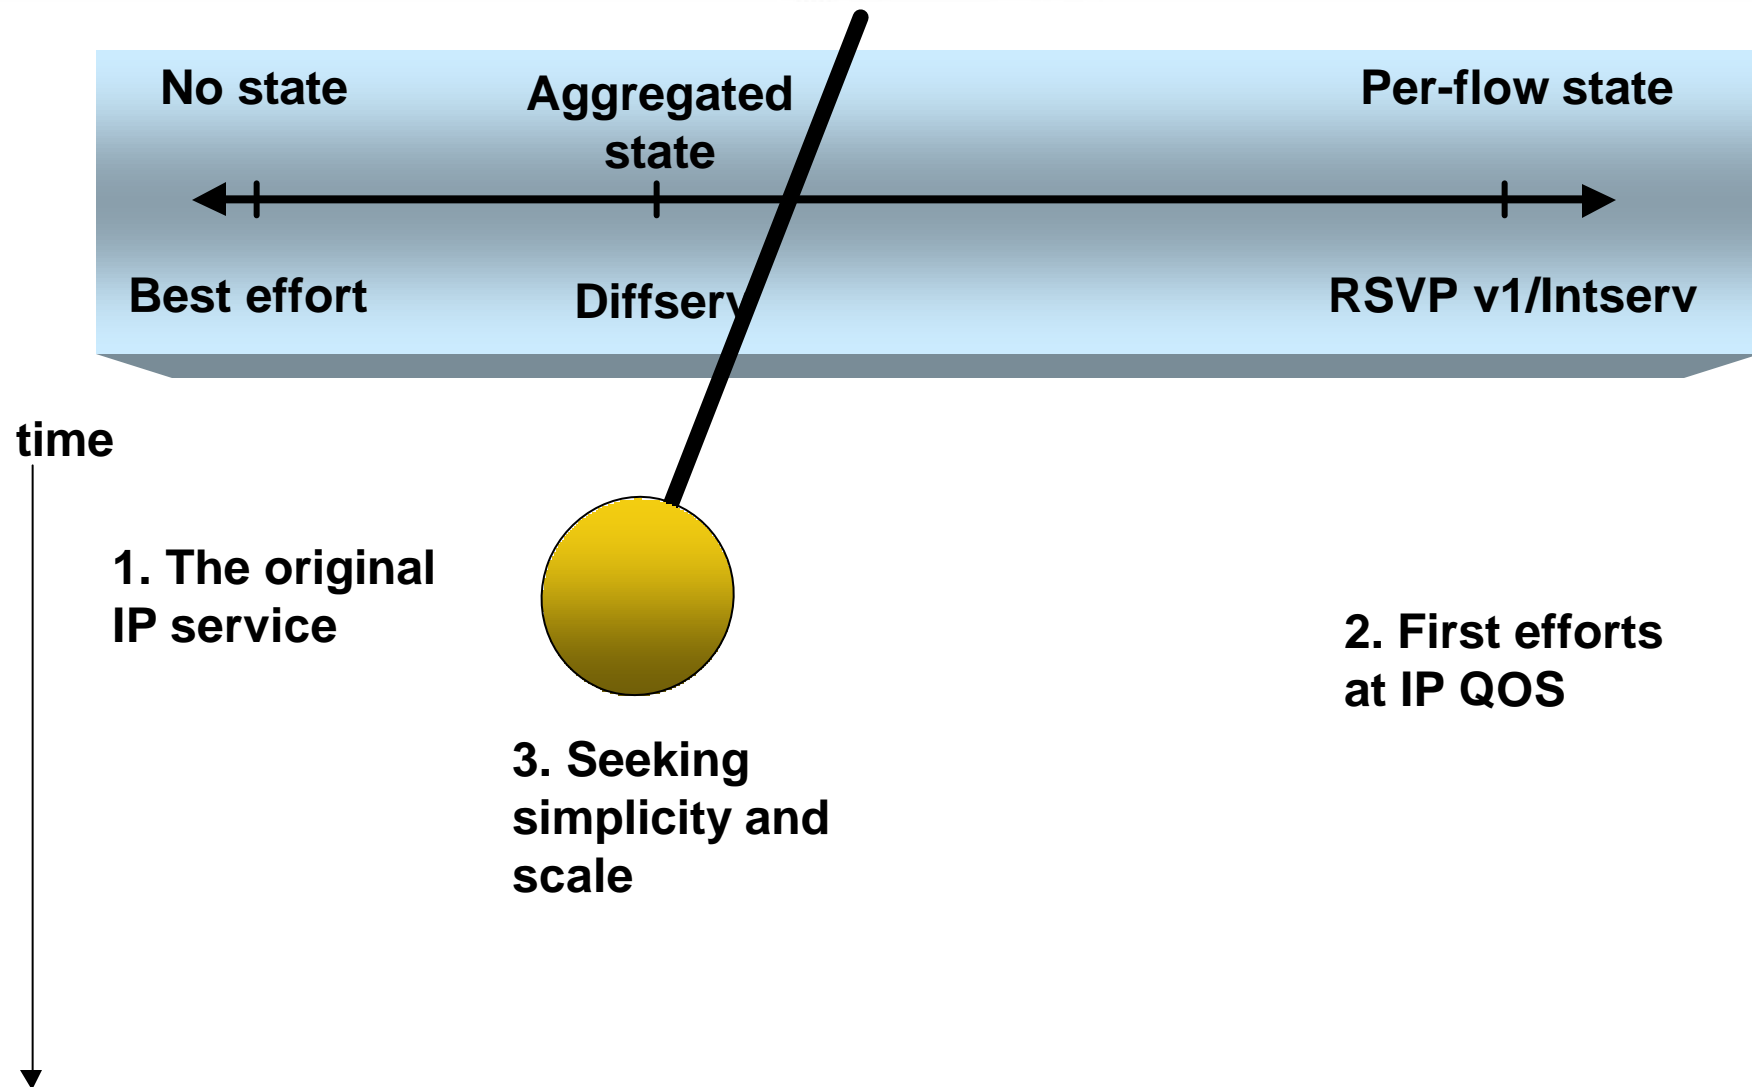 No state
Aggregated
state
Per-flow state
Best effort
Diffserv
RSVP v1/Intserv
time
1. The original
IP service
2. First efforts
at IP QOS
3. Seeking
simplicity and
scale